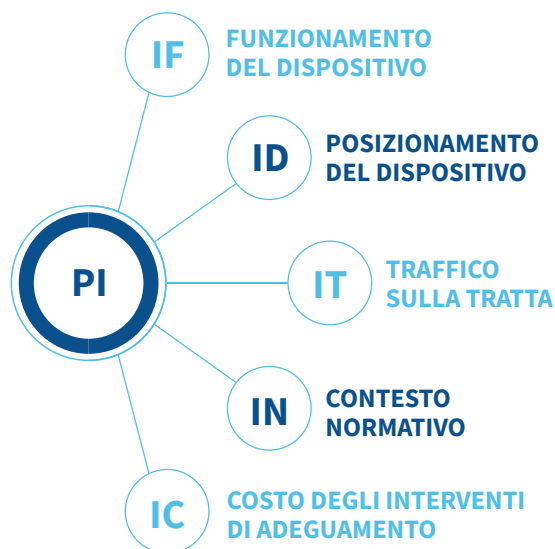 IF
FUNZIONAMENTO
DEL DISPOSITIVO
ID
POSIZIONAMENTO
DEL DISPOSITIVO
PI
IT
TRAFFICO
SULLA TRATTA
IN
CONTESTO
NORMATIVO
IC
COSTO DEGLI INTERVENTI
DI ADEGUAMENTO